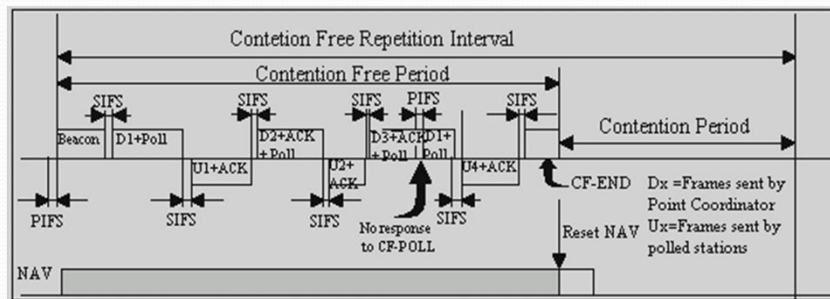 Contetion Free Repetition Interval
Contention Free Period
SIFS
SIFS
SIFS
PIFS
SIFS
Contention Period
Beacon
D1+Poll
D2+ACK
+Poll
D3+ACK
+Poll
D1+
Poll
U1+ACK
U2+
ACK
U4+ACK
PIFS
SIFS
SIFS
SIFS
CF-END
No response
to CF-POLL
Reset NAV
Dx =Frames sent by
Point Coordinator
Ux=Frames sent by
polled stations
NAV